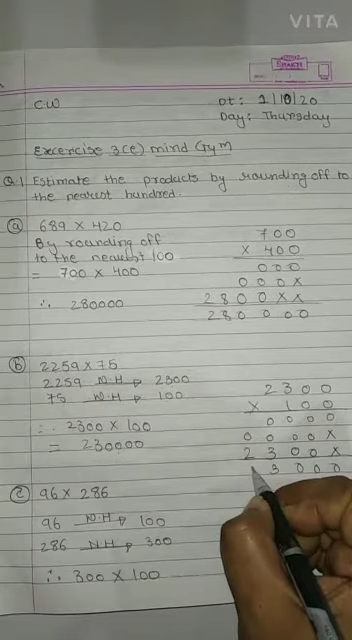 VITA
C.W
Dt: 1/10/20
Day: Thursday
Excercise 3(e) mind Gym
Q.1 Estimate the products by rounding off to
the nearest hundred.
(a) 689 × 420
By rounding off
to the nearest 100
= 700 × 400
∴ 280000
700
× 400
000
000×
2800××
280000
(b) 2259 × 75
2259 N.H → 2300
75 N.H → 100
∴ 2300 × 100
= 230000
2300
× 100
0000
0000×
2300×
3000
(c) 96 × 286
96 N.H → 100
286 N.H → 300
∴ 300 × 100